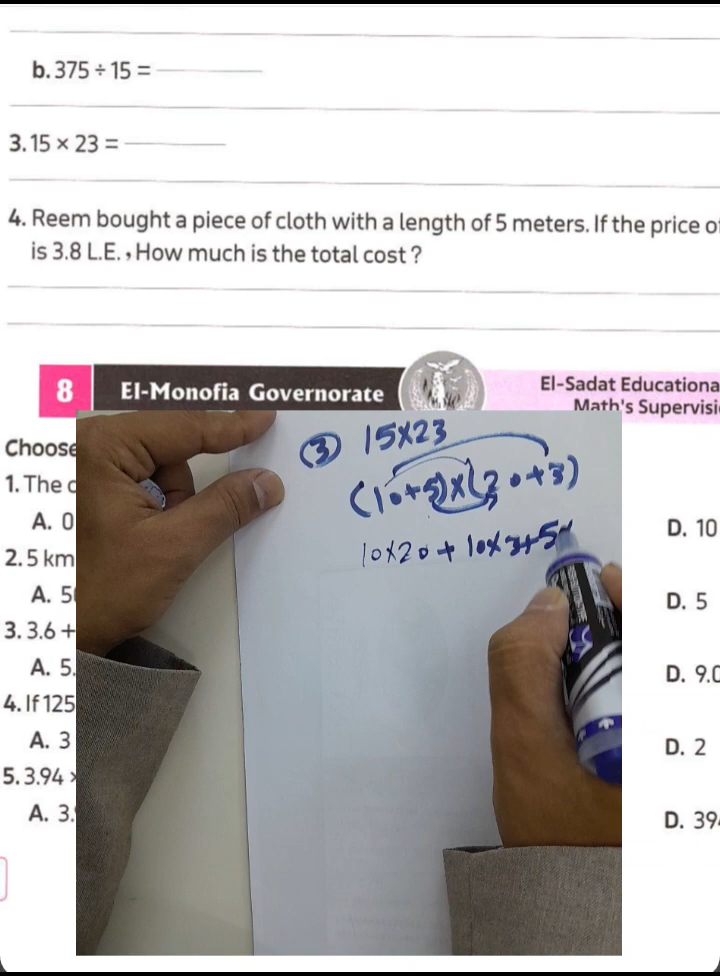 b. 375 ÷ 15 =
3. 15 × 23 =
4. Reem bought a piece of cloth with a length of 5 meters. If the price
is 3.8 L.E. , How much is the total cost ?
8 El-Monofia Governorate
El-Sadat
Math's
Choose
1. The
A. 0
D. 10
2. 5 km
D. 5
3. 3.6 +
A. 5.
D. 9.0
4. If 125
A. 3
D. 2
5. 3.94
A. 3.
D. 39
③ 15×23
(10+5)×(20+3)
10×20+10×3+5×